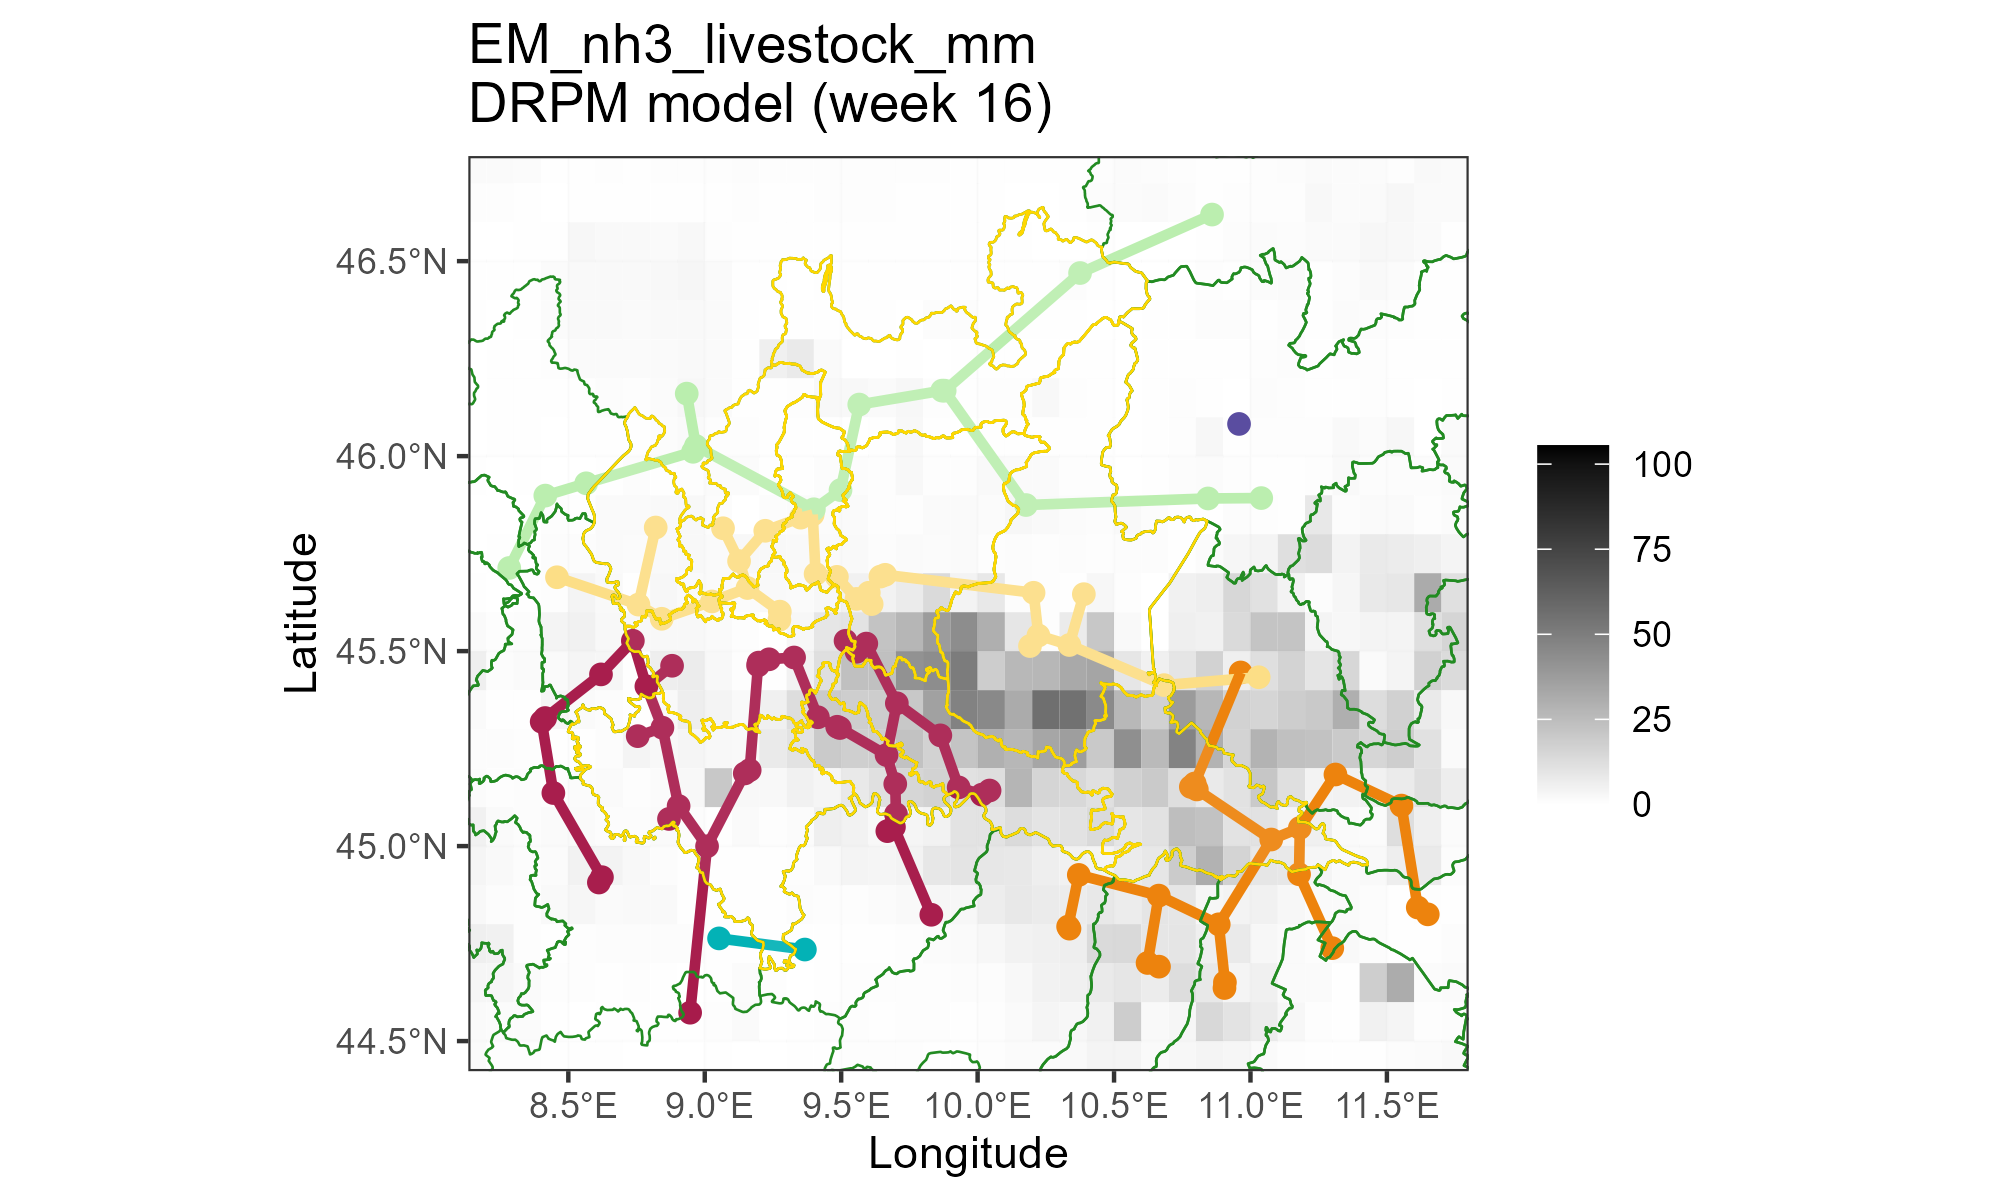 EM_nh3_livestock_mm
DRPM model (week 16)
46.5°N
46.0°N
45.5°N
45.0°N
44.5°N
Latitude
8.5°E 9.0°E 9.5°E 10.0°E 10.5°E 11.0°E 11.5°E
Longitude
100
75
50
25
0